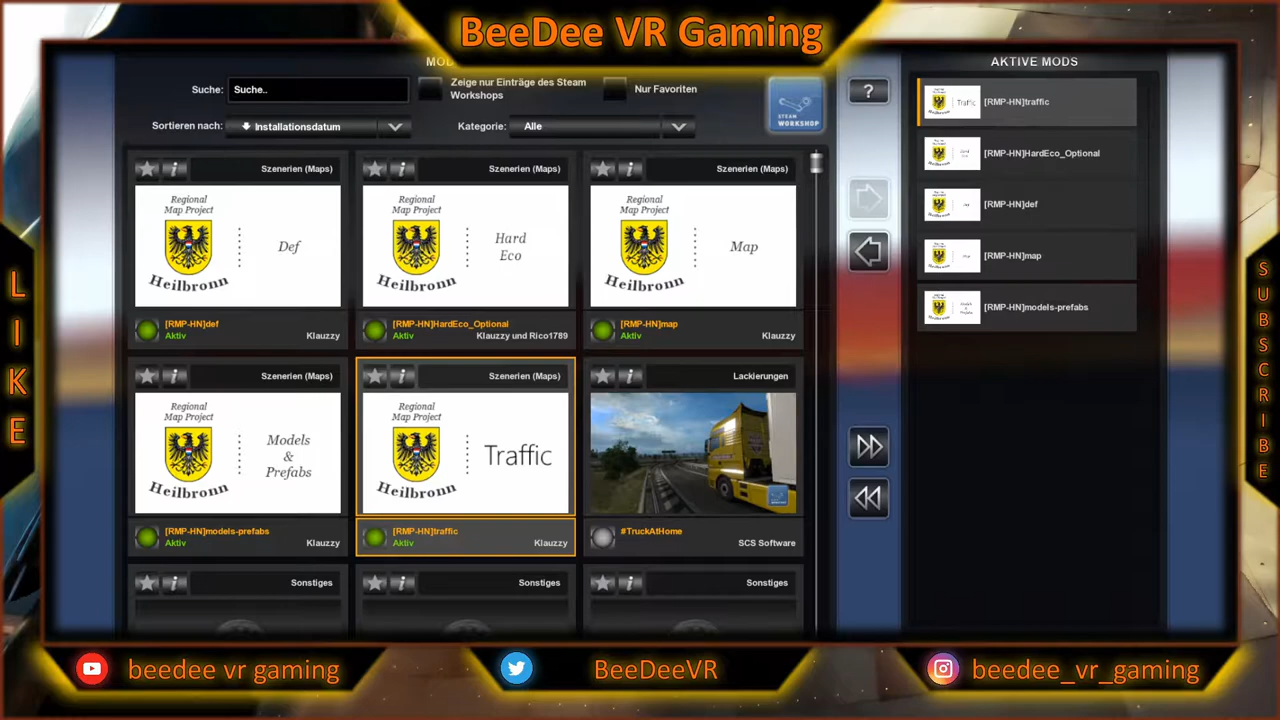 BeeDee VR Gaming
MOD
AKTIVE MODS
Suche:
Suche..
Zeige nur Einträge des Steam
Workshops
Nur Favoriten
STEAM
WORKSHOP
?
Sortieren nach:
Installationsdatum
Kategorie:
Alle
Szenerien (Maps)
Regional
Map Project
Heilbronn
Def
[RMP-HN]def
Aktiv
Klauzzy
Szenerien (Maps)
Regional
Map Project
Heilbronn
Hard
Eco
[RMP-HN]HardEco_Optional
Aktiv
Klauzzy und Rico1789
Szenerien (Maps)
Regional
Map Project
Heilbronn
Map
[RMP-HN]map
Aktiv
Klauzzy
Szenerien (Maps)
Regional
Map Project
Heilbronn
Models
&
Prefabs
[RMP-HN]models-prefabs
Aktiv
Klauzzy
Szenerien (Maps)
Regional
Map Project
Heilbronn
Traffic
[RMP-HN]traffic
Aktiv
Klauzzy
Lackierungen
#TruckAtHome
SCS Software
Sonstiges
Sonstiges
Sonstiges
Traffic
[RMP-HN]traffic
[RMP-HN]HardEco_Optional
[RMP-HN]def
[RMP-HN]map
[RMP-HN]models-prefabs
LIKE
SUBSCRIBE
beedee vr gaming
BeeDeeVR
beedee_vr_gaming